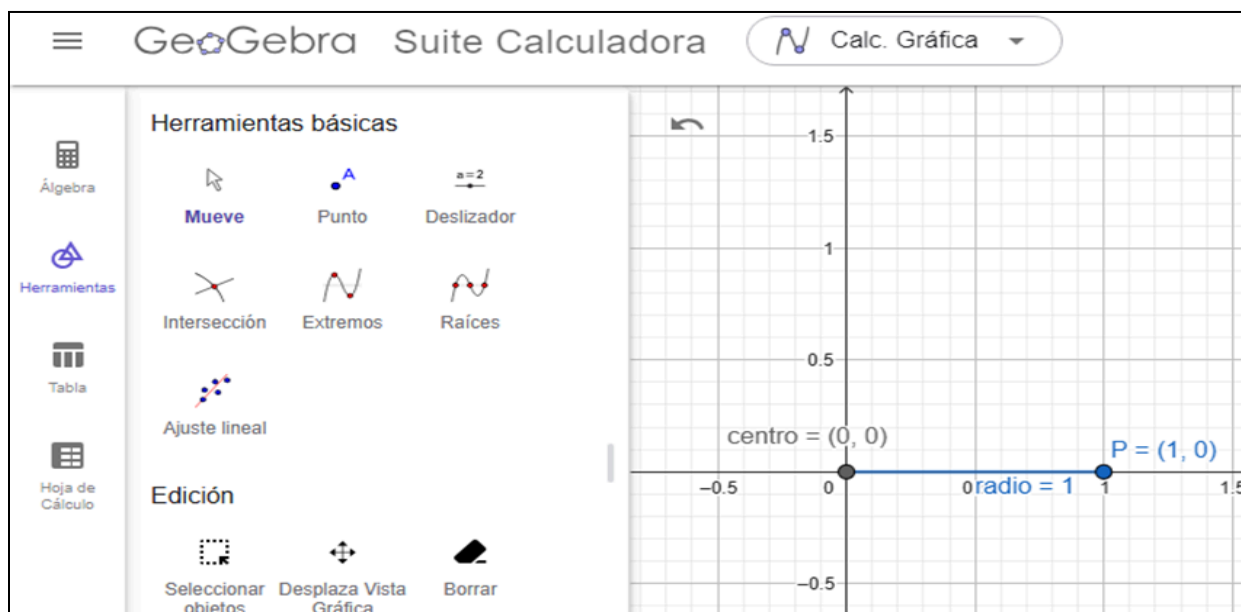 GeoGebra Suite Calculadora
Calc. Gráfica
Álgebra
Herramientas
Tabla
Hoja de
Cálculo
Herramientas básicas
A
a=2
Mueve Punto Deslizador
Intersección Extremos Raíces
Ajuste lineal
Edición
Seleccionar
objetos
Desplaza Vista
Gráfica
Borrar
1.5
1
0.5
centro = (0, 0)
P = (1, 0)
–0.5 0 0 radio = 1 1 1.5
–0.5